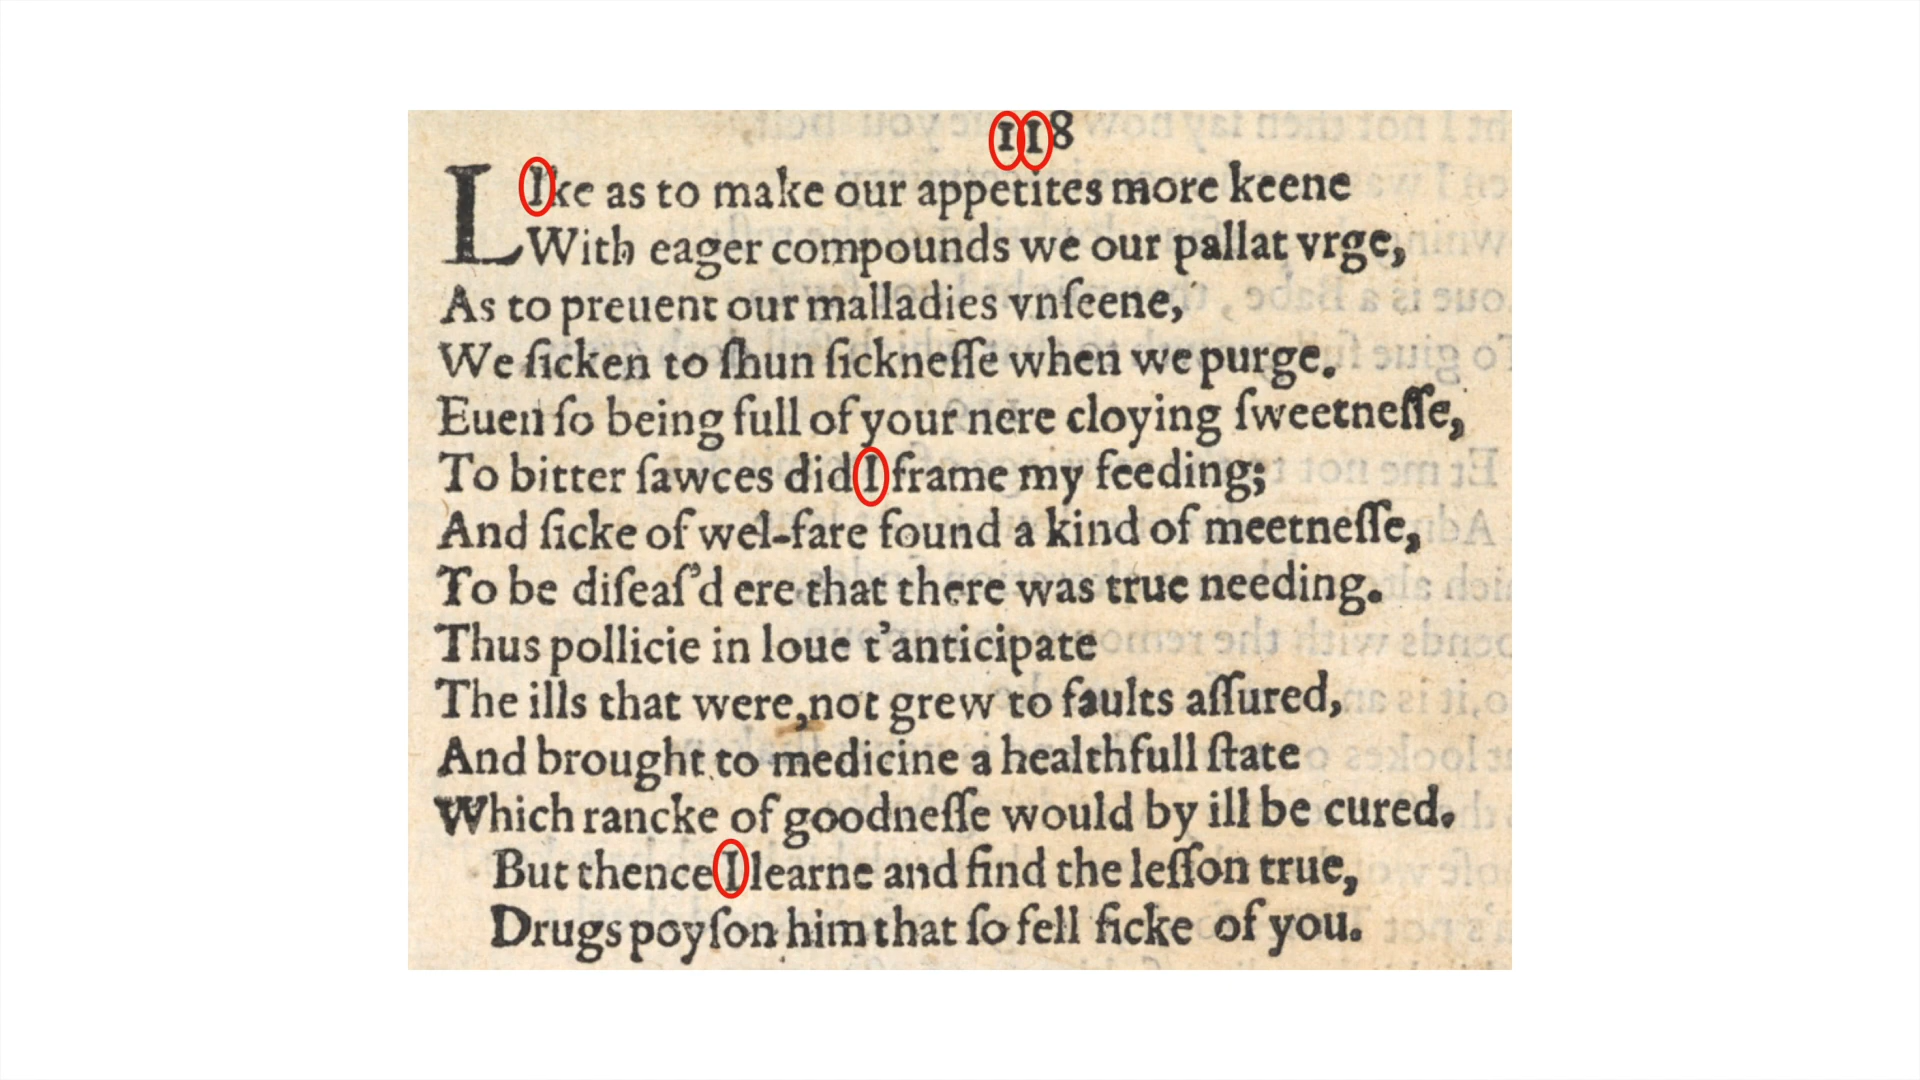 118
LIke as to make our appetites more keene
With eager compounds we our pallat vrge,
As to preuent our malladies vnſeene,
We ſicken to ſhun ſickneſſe when we purge.
Euen ſo being full of your nere cloying ſweetneſſe,
To bitter ſawces did I frame my feeding;
And ſicke of wel-fare found a kind of meetneſſe,
To be diſeaſ'd ere that there was true needing.
Thus pollicie in loue t'anticipate
The ills that were,not grew to faults aſſured,
And brought to medicine a healthfull ſtate
Which rancke of goodneſſe would by ill be cured.
But thence I learne and find the leſſon true,
Drugs poyſon him that ſo fell ſicke of you.